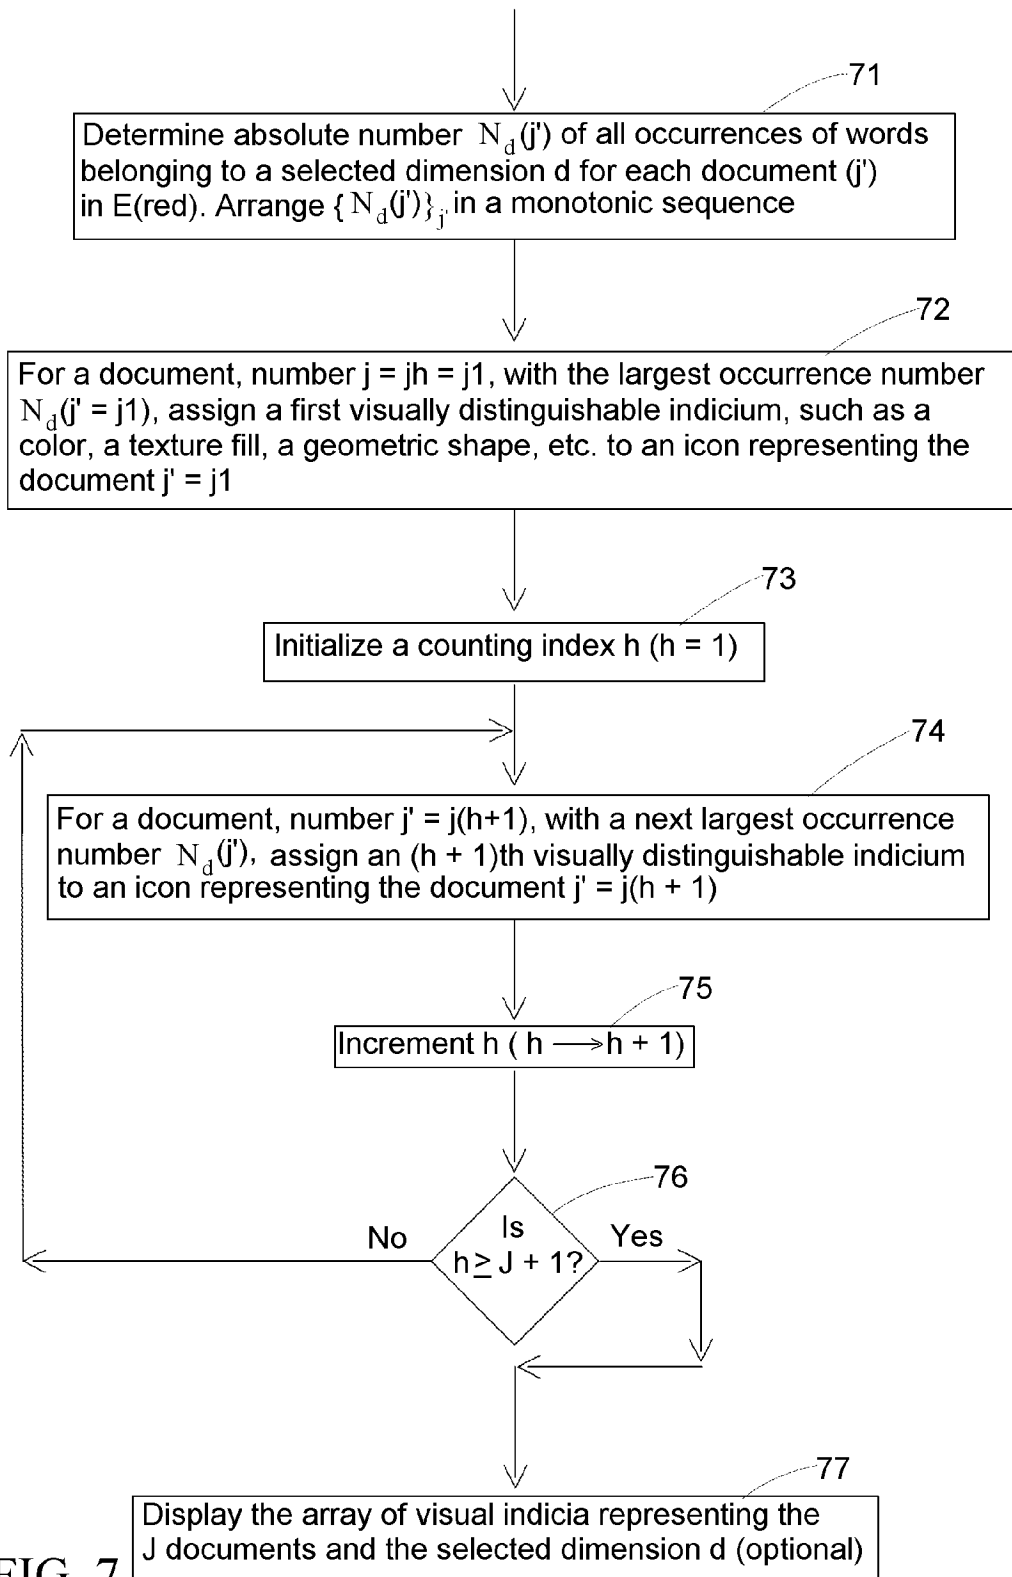 71
Determine absolute number N_d(j') of all occurrences of words
belonging to a selected dimension d for each document (j')
in E(red). Arrange {N_d(j')}_j' in a monotonic sequence
72
For a document, number j = jh = j1, with the largest occurrence number
N_d(j' = j1), assign a first visually distinguishable indicium, such as a
color, a texture fill, a geometric shape, etc. to an icon representing the
document j' = j1
73
Initialize a counting index h (h = 1)
74
For a document, number j' = j(h+1), with a next largest occurrence
number N_d(j'), assign an (h + 1)th visually distinguishable indicium
to an icon representing the document j' = j(h + 1)
75
Increment h ( h ⟶ h + 1)
76
Is
h ≥ J + 1?
No
Yes
77
Display the array of visual indicia representing the
J documents and the selected dimension d (optional)
FIG. 7